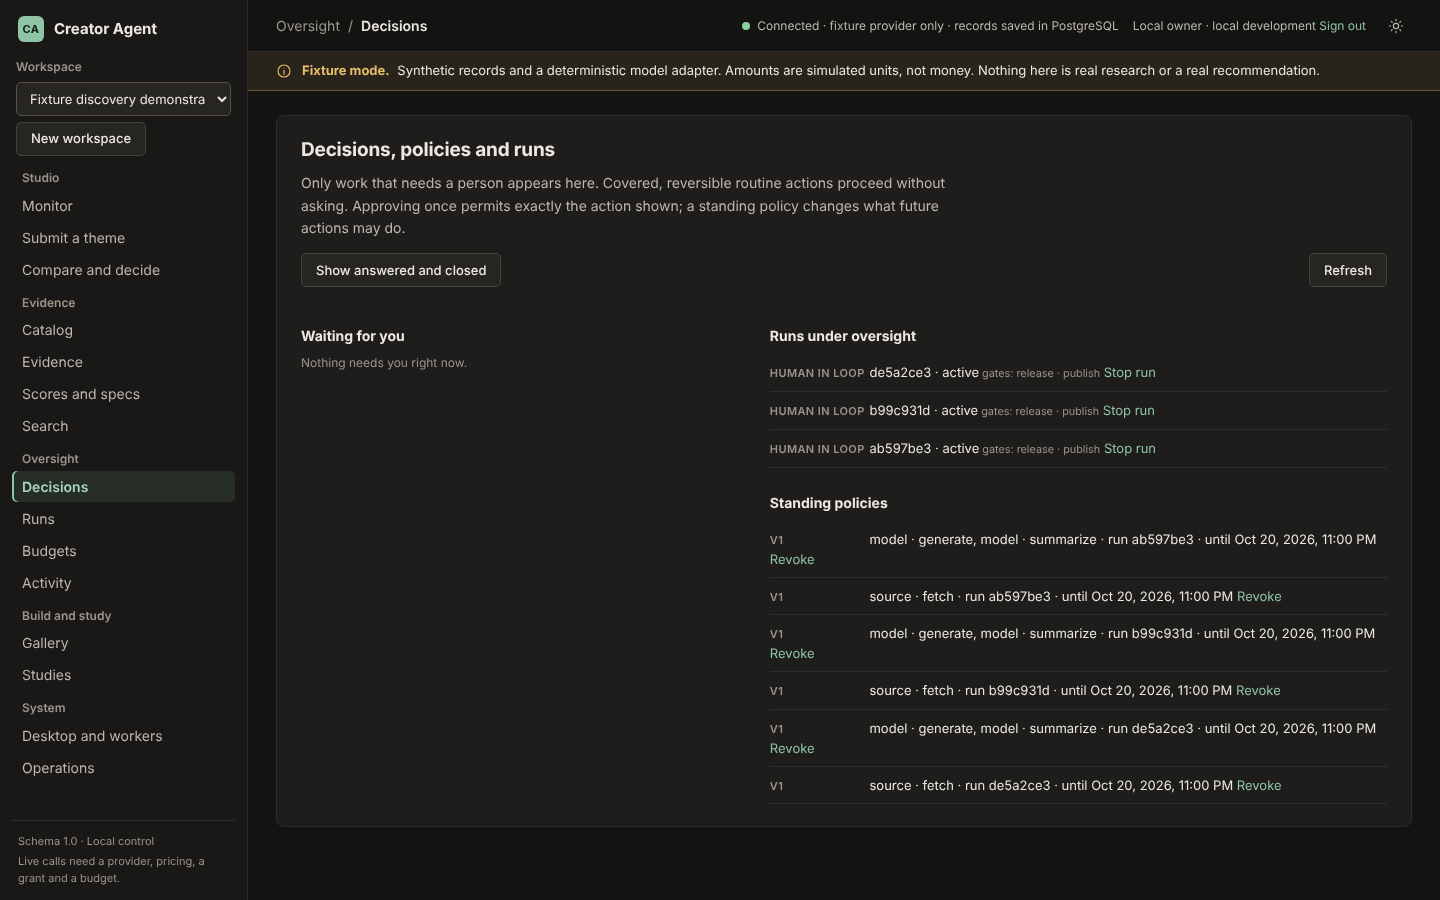 CA Creator Agent
Workspace
Fixture discovery demonstra
New workspace
Studio
Monitor
Submit a theme
Compare and decide
Evidence
Catalog
Evidence
Scores and specs
Search
Oversight
Decisions
Runs
Budgets
Activity
Build and study
Gallery
Studies
System
Desktop and workers
Operations
Schema 1.0 · Local control
Live calls need a provider, pricing, a
grant and a budget.
Oversight / Decisions
Connected · fixture provider only · records saved in PostgreSQL Local owner · local development Sign out
Fixture mode. Synthetic records and a deterministic model adapter. Amounts are simulated units, not money. Nothing here is real research or a real recommendation.
Decisions, policies and runs
Only work that needs a person appears here. Covered, reversible routine actions proceed without
asking. Approving once permits exactly the action shown; a standing policy changes what future
actions may do.
Show answered and closed
Refresh
Waiting for you
Nothing needs you right now.
Runs under oversight
HUMAN IN LOOP de5a2ce3 · active gates: release · publish Stop run
HUMAN IN LOOP b99c931d · active gates: release · publish Stop run
HUMAN IN LOOP ab597be3 · active gates: release · publish Stop run
Standing policies
V1 model · generate, model · summarize · run ab597be3 · until Oct 20, 2026, 11:00 PM
Revoke
V1 source · fetch · run ab597be3 · until Oct 20, 2026, 11:00 PM Revoke
V1 model · generate, model · summarize · run b99c931d · until Oct 20, 2026, 11:00 PM
Revoke
V1 source · fetch · run b99c931d · until Oct 20, 2026, 11:00 PM Revoke
V1 model · generate, model · summarize · run de5a2ce3 · until Oct 20, 2026, 11:00 PM
Revoke
V1 source · fetch · run de5a2ce3 · until Oct 20, 2026, 11:00 PM Revoke